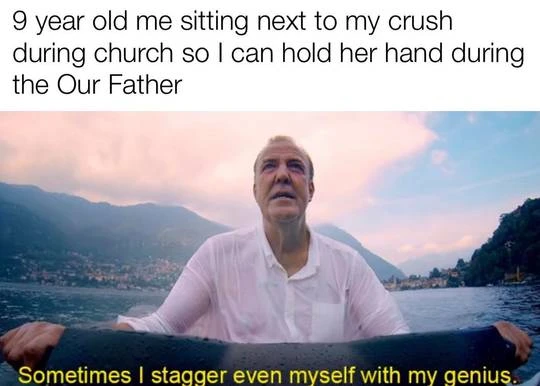 9 year old me sitting next to my crush
during church so I can hold her hand during
the Our Father
Sometimes I stagger even myself with my genius.